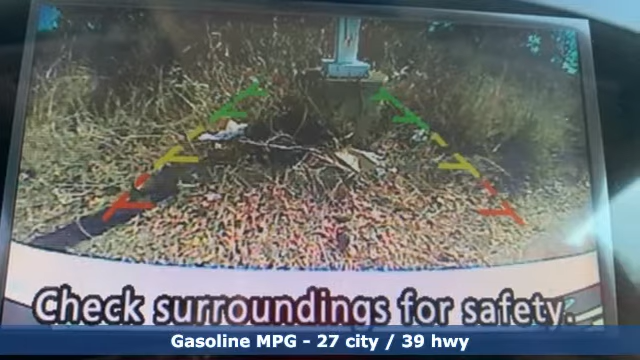 Check surroundings for safety.
Gasoline MPG - 27 city / 39 hwy